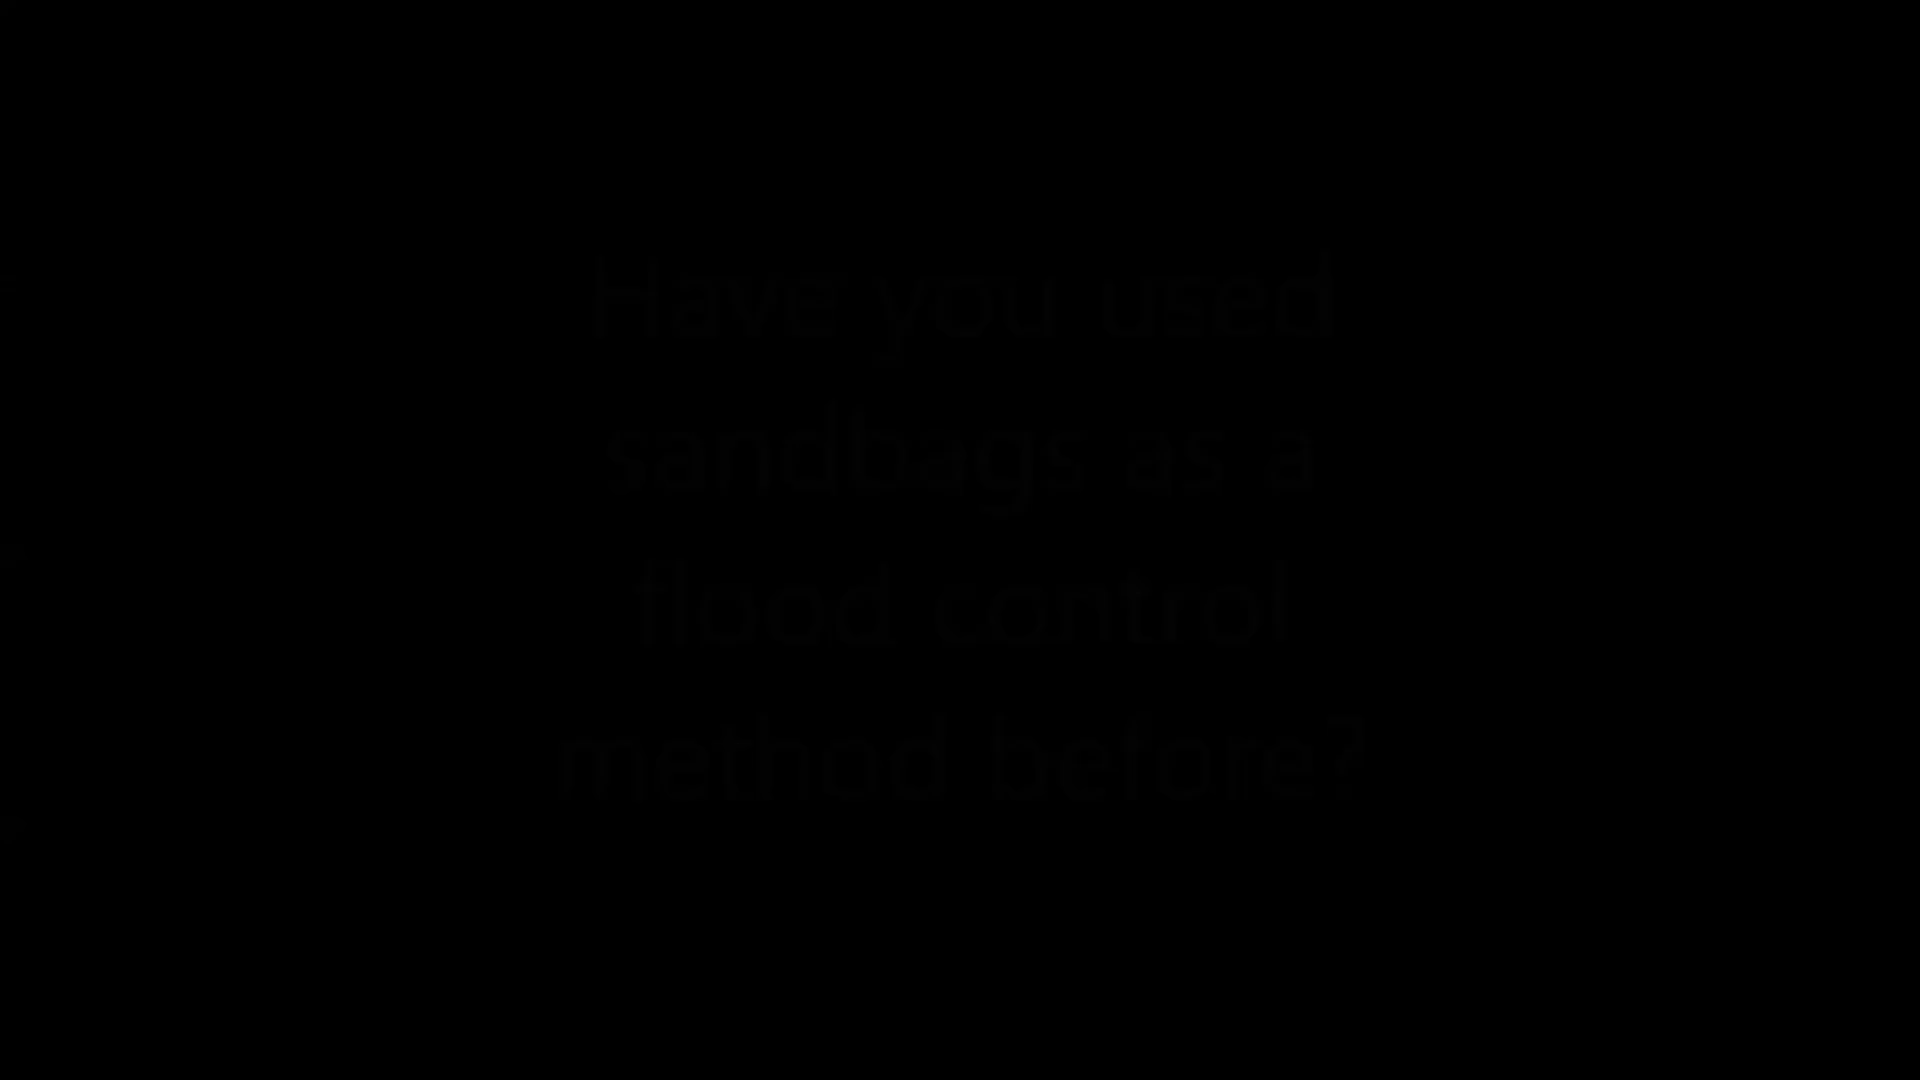 Have you used
sandbags as a
flood control
method before?